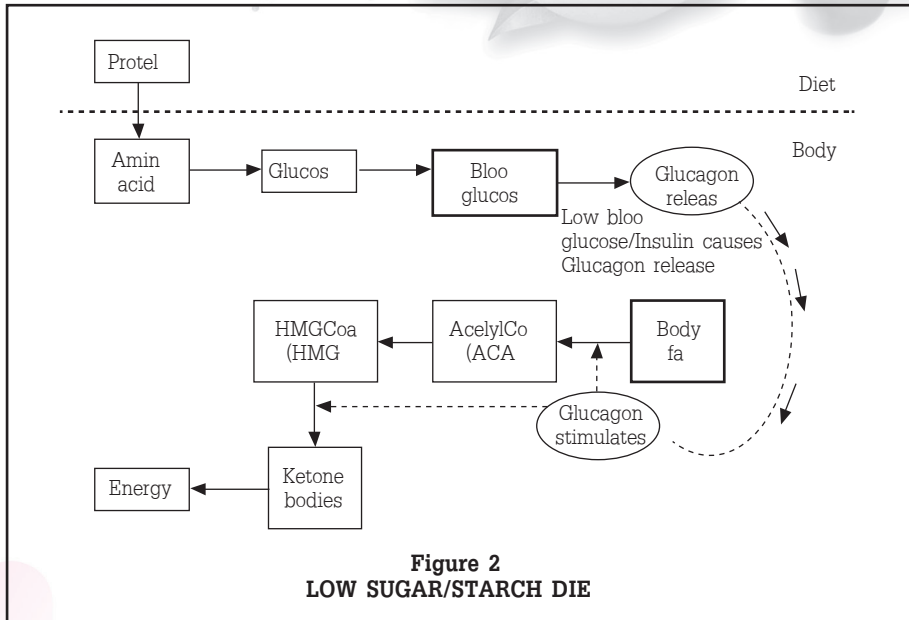 Protel
Diet
Amin
acid
Glucos
Bloo
glucos
Glucagon
releas
Body
Low bloo
glucose/Insulin causes
Glucagon release
HMGCoa
(HMG
AcelylCo
(ACA
Body
fa
Glucagon
stimulates
Ketone
bodies
Energy
Figure 2
LOW SUGAR/STARCH DIE